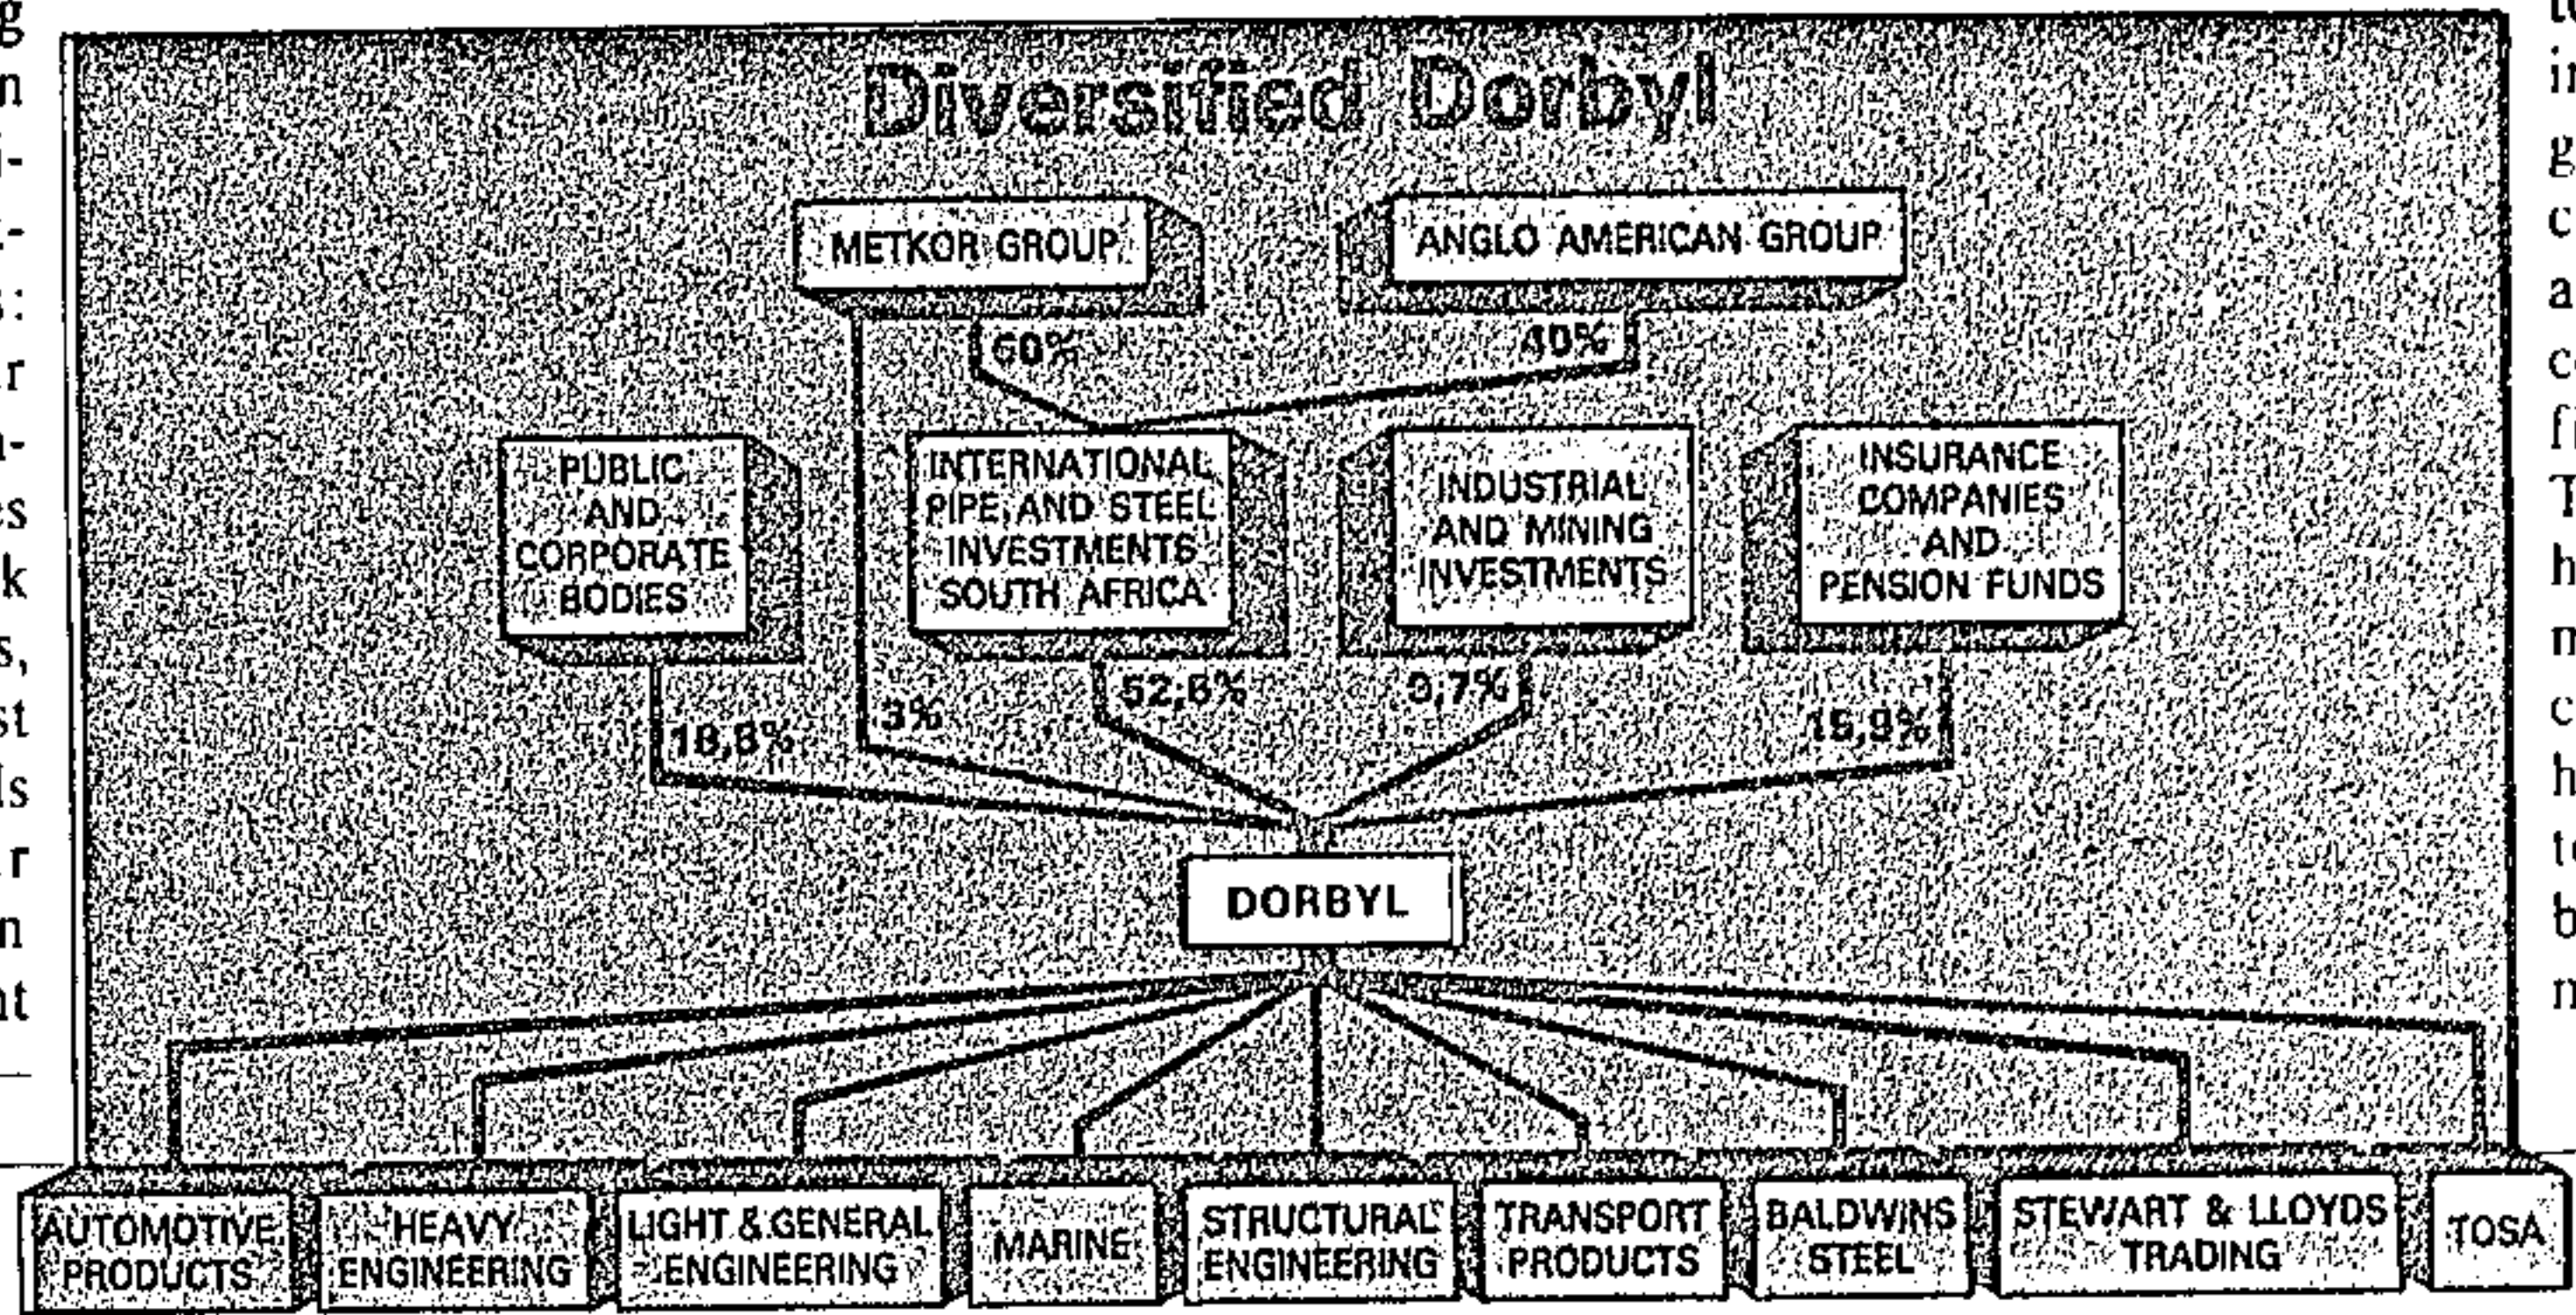 Diversified Dorbyl
METKOR GROUP
ANGLO AMERICAN GROUP
60%
40%
PUBLIC
AND
CORPORATE
BODIES
INTERNATIONAL
PIPE AND STEEL
INVESTMENTS
SOUTH AFRICA
INDUSTRIAL
AND MINING
INVESTMENTS
INSURANCE
COMPANIES
AND
PENSION FUNDS
18,8%
3%
52,6%
9,7%
15,9%
DORBYL
AUTOMOTIVE
PRODUCTS
HEAVY
ENGINEERING
LIGHT & GENERAL
ENGINEERING
MARINE
STRUCTURAL
ENGINEERING
TRANSPORT
PRODUCTS
BALDWINS
STEEL
STEWART & LLOYDS
TRADING
TOSA